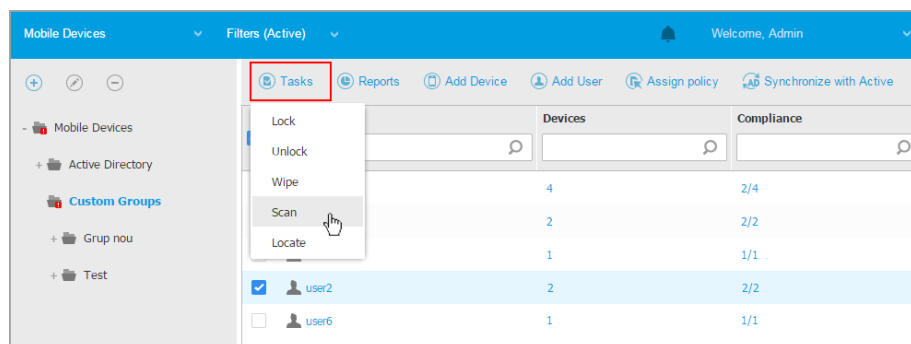 Mobile Devices Filters (Active) Welcome, Admin
Tasks Reports Add Device Add User Assign policy Synchronize with Active
- Mobile Devices
+ Active Directory
Custom Groups
+ Grup nou
+ Test
Lock
Unlock
Wipe
Scan
Locate
Devices Compliance
4 2/4
2 2/2
1 1/1
user2 2 2/2
user6 1 1/1